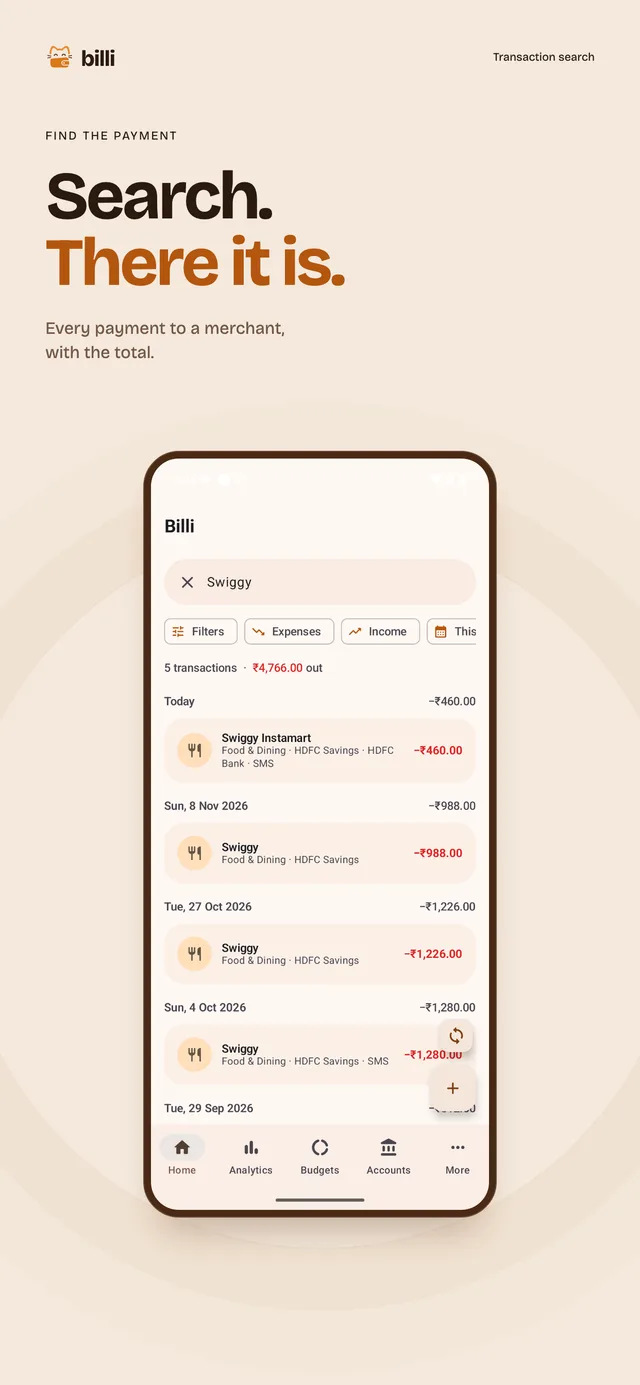 billi
Transaction search
FIND THE PAYMENT
Search.
There it is.
Every payment to a merchant,
with the total.
Billi
Swiggy
Filters
Expenses
Income
This
5 transactions · ₹4,766.00 out
Today
−₹460.00
Swiggy Instamart
Food & Dining · HDFC Savings · HDFC
Bank · SMS
−₹460.00
Sun, 8 Nov 2026
−₹988.00
Swiggy
Food & Dining · HDFC Savings
−₹988.00
Tue, 27 Oct 2026
−₹1,226.00
Swiggy
Food & Dining · HDFC Savings
−₹1,226.00
Sun, 4 Oct 2026
−₹1,280.00
Swiggy
Food & Dining · HDFC Savings · SMS
−₹1,280.00
Tue, 29 Sep 2026
Home
Analytics
Budgets
Accounts
More